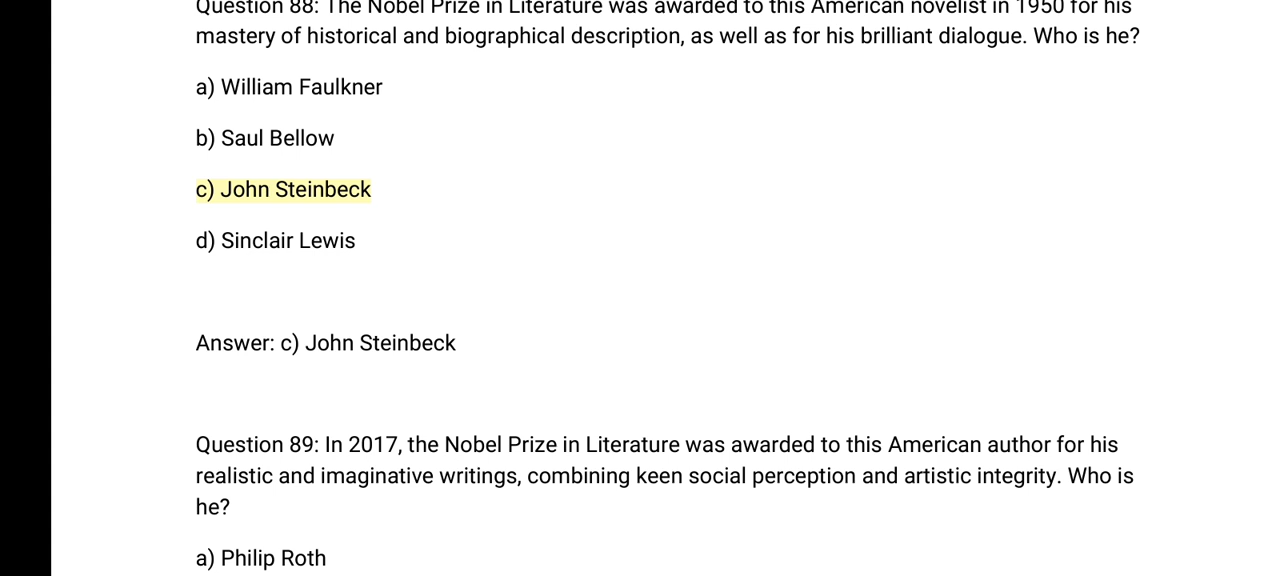 Question 88: The Nobel Prize in Literature was awarded to this American novelist in 1950 for his
mastery of historical and biographical description, as well as for his brilliant dialogue. Who is he?
a) William Faulkner
b) Saul Bellow
c) John Steinbeck
d) Sinclair Lewis
Answer: c) John Steinbeck
Question 89: In 2017, the Nobel Prize in Literature was awarded to this American author for his
realistic and imaginative writings, combining keen social perception and artistic integrity. Who is
he?
a) Philip Roth